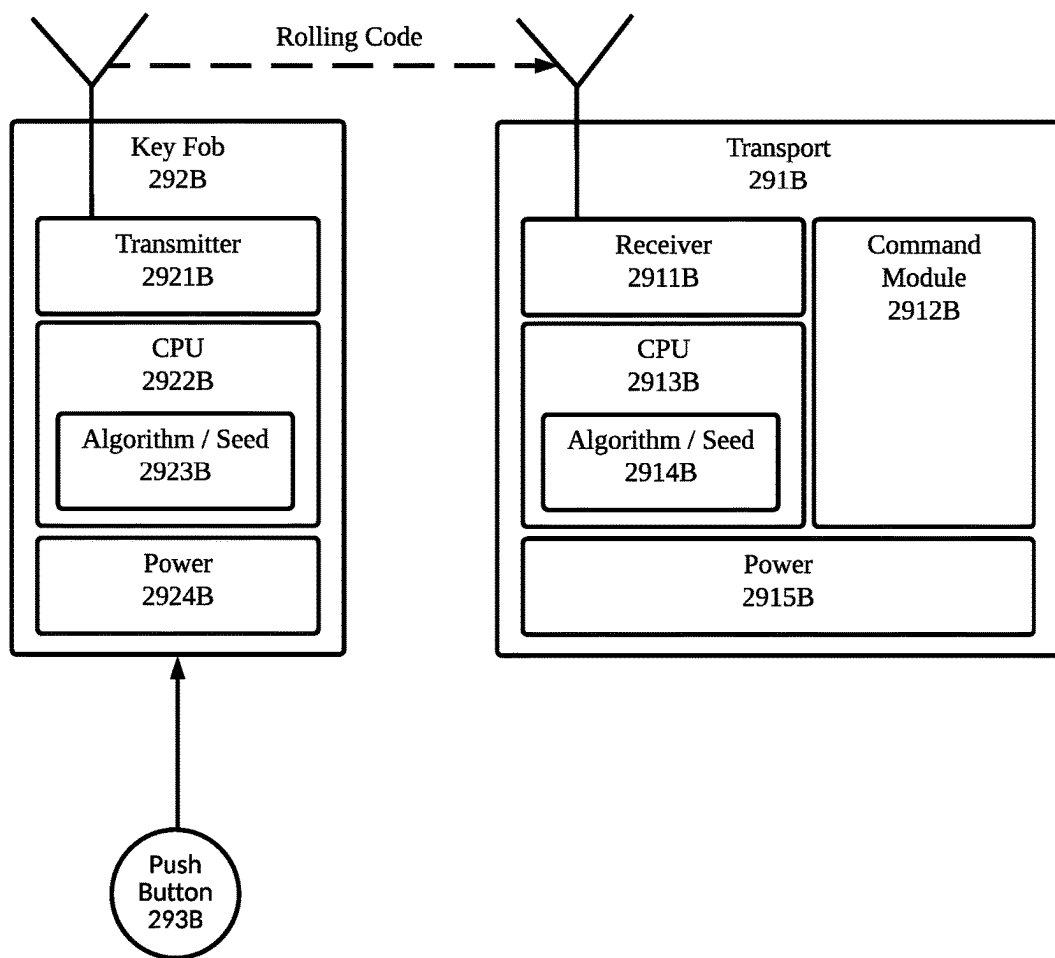 Rolling Code
Key Fob
292B
Transmitter
2921B
CPU
2922B
Algorithm / Seed
2923B
Power
2924B
Transport
291B
Receiver
2911B
Command
Module
2912B
CPU
2913B
Algorithm / Seed
2914B
Power
2915B
Push
Button
293B